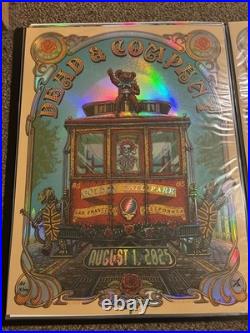 DEAD & COMPANY
GOLDEN GATE PARK
SAN FRANCISCO CALIFORNIA
AUGUST 1, 2025